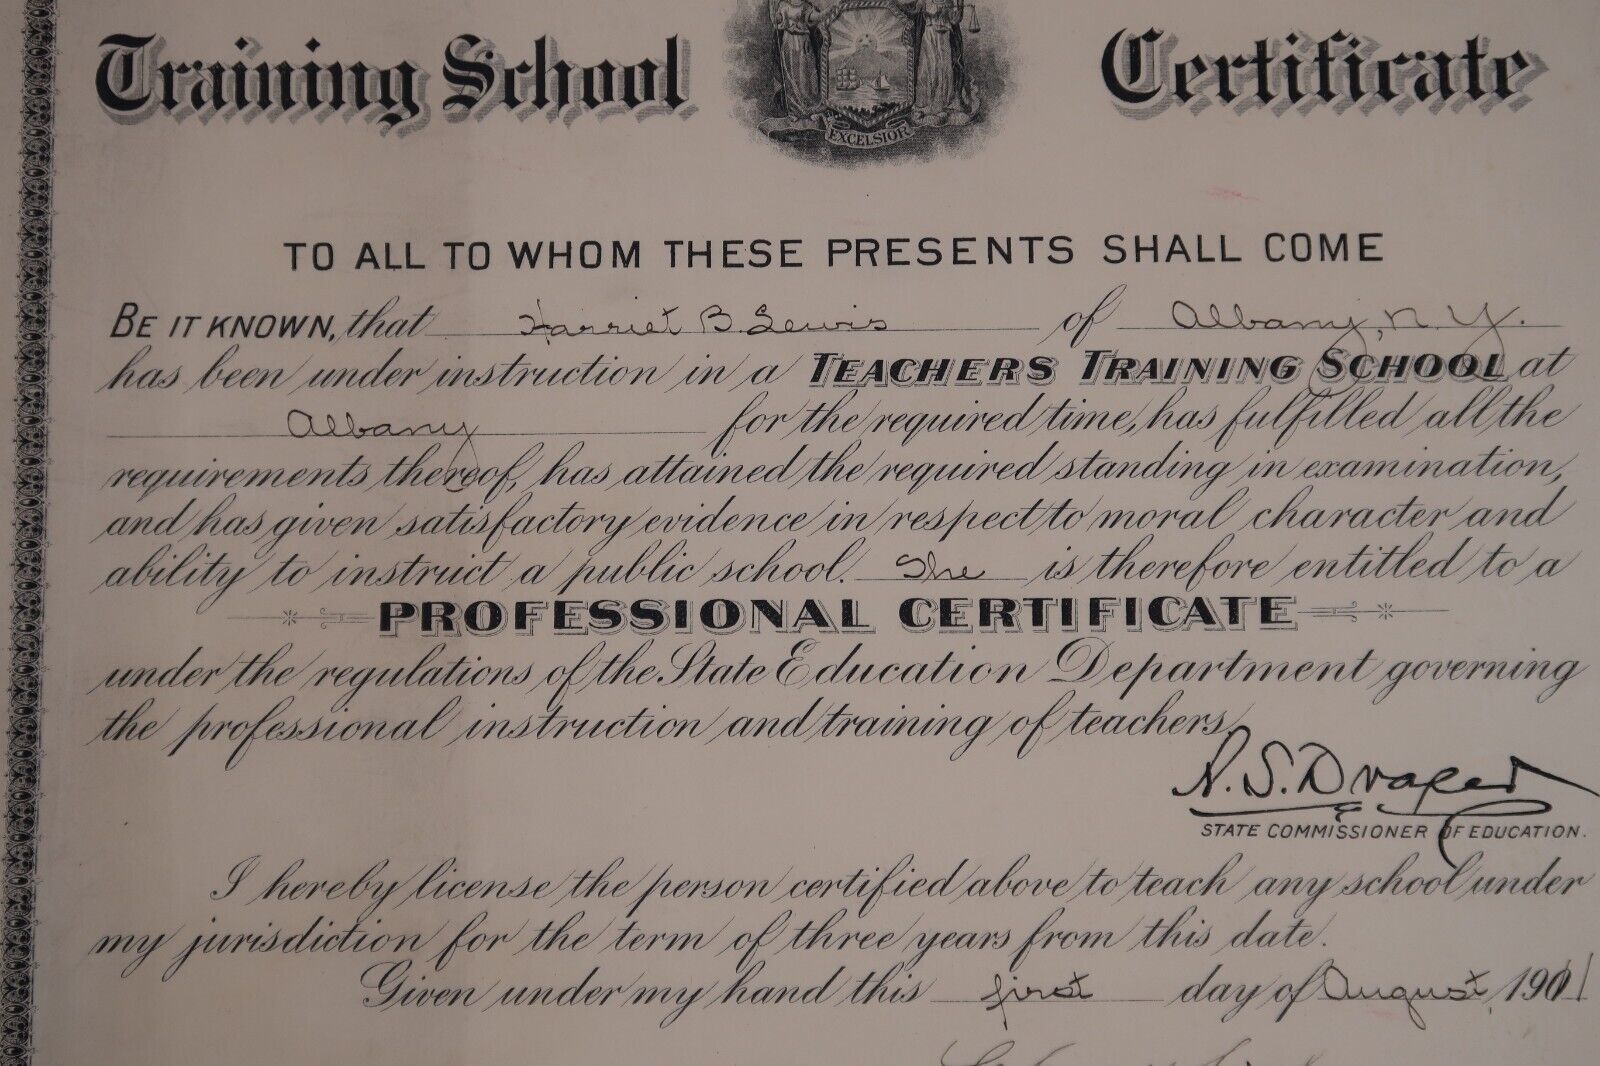 Training School Certificate
EXCELSIOR
TO ALL TO WHOM THESE PRESENTS SHALL COME
BE IT KNOWN, that Harriet B. Lewis of Albany, N.Y.
has been under instruction in a TEACHERS TRAINING SCHOOL at
Albany for the required time, has fulfilled all the
requirements thereof, has attained the required standing in examination,
and has given satisfactory evidence in respect to moral character and
ability to instruct a public school. She is therefore entitled to a
PROFESSIONAL CERTIFICATE
under the regulations of the State Education Department governing
the professional instruction and training of teachers.
A. S. Draper
STATE COMMISSIONER OF EDUCATION.
I hereby license the person certified above to teach any school under
my jurisdiction for the term of three years from this date.
Given under my hand this first day of August, 1911